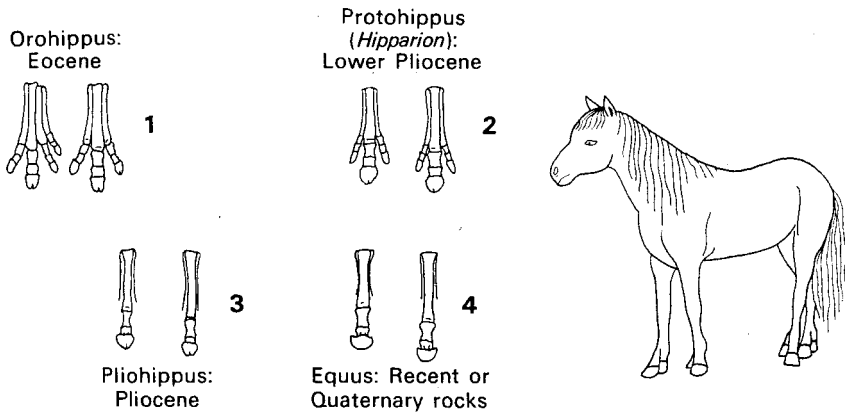 Orohippus:
Eocene
1
Protohippus
(Hipparion):
Lower Pliocene
2
3
Pliohippus:
Pliocene
4
Equus: Recent or
Quaternary rocks